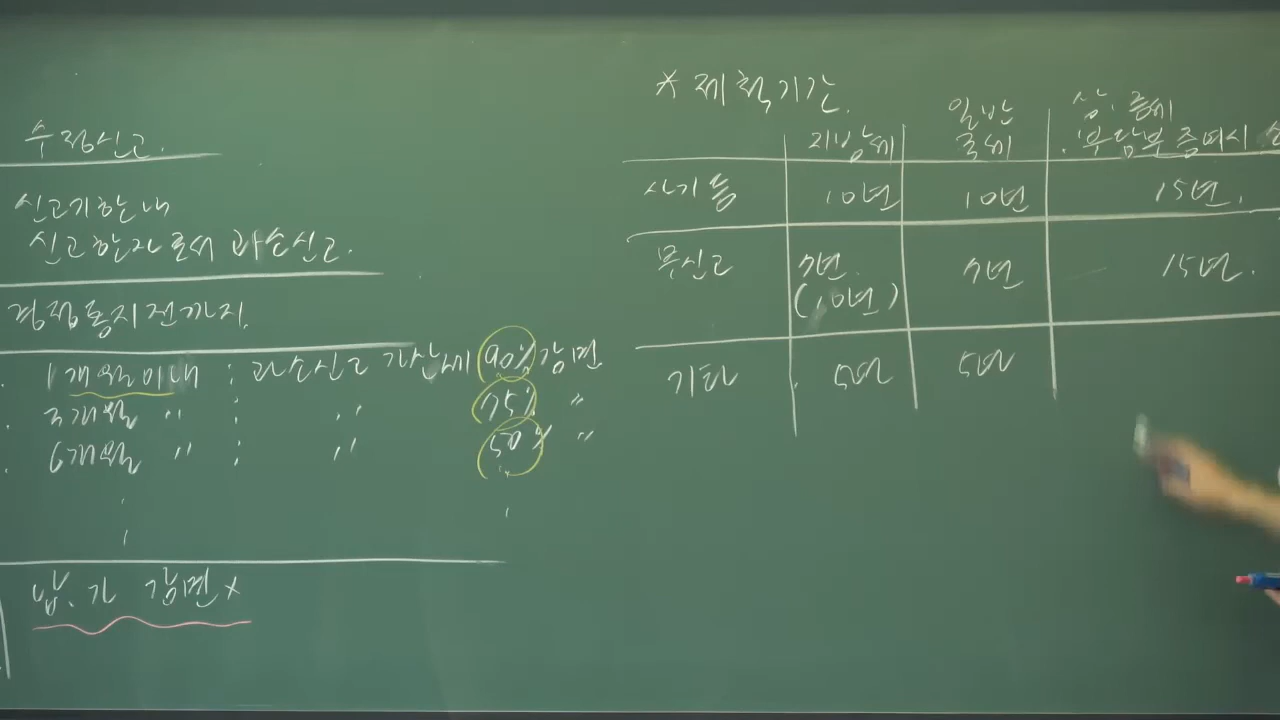 수정신고.
신고기한내
신고한자로서 과소신고.
경정통지전까지.
1개월이내 : 과소신고 가산세 90% 감면
3개월 〃 : 〃 75% 〃
6개월 〃 : 〃 50% 〃
납.가 감면 ×
* 제척기간.
지방세 일반 국세 상.증세 . 부담부 증여시
사기등 10년 10년 15년.
무신고 7년. (10년) 7년 15년.
기타 . 5년 5년